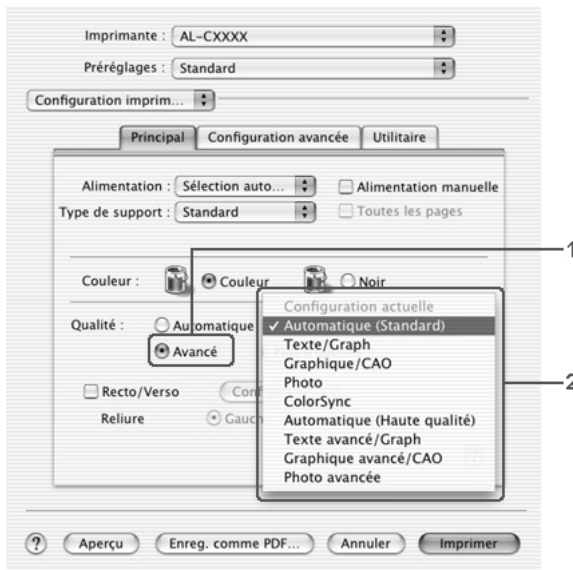 Imprimante : AL-CXXXX
Préréglages : Standard
Configuration imprim...
Principal Configuration avancée Utilitaire
Alimentation : Sélection auto... Alimentation manuelle
Type de support : Standard Toutes les pages
1
Couleur : Couleur Noir
Configuration actuelle
Qualité : Automatique ✓ Automatique (Standard)
Texte/Graph
Avancé Graphique/CAO
Photo
2
Recto/Verso ColorSync
Automatique (Haute qualité)
Reliure Texte avancé/Graph
Graphique avancé/CAO
Photo avancée
? Aperçu Enreg. comme PDF... Annuler Imprimer